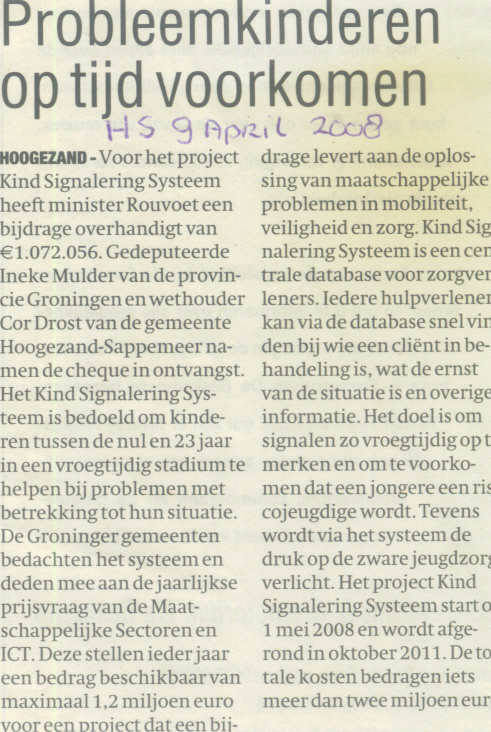 Probleemkinderen
op tijd voorkomen
HS 9 April 2008
HOOGEZAND - Voor het project
Kind Signalering Systeem
heeft minister Rouvoet een
bijdrage overhandigt van
€1.072.056. Gedeputeerde
Ineke Mulder van de provin-
cie Groningen en wethouder
Cor Drost van de gemeente
Hoogezand-Sappemeer na-
men de cheque in ontvangst.
Het Kind Signalering Sys-
teem is bedoeld om kinde-
ren tussen de nul en 23 jaar
in een vroegtijdig stadium te
helpen bij problemen met
betrekking tot hun situatie.
De Groninger gemeenten
bedachten het systeem en
deden mee aan de jaarlijkse
prijsvraag van de Maat-
schappelijke Sectoren en
ICT. Deze stellen ieder jaar
een bedrag beschikbaar van
maximaal 1,2 miljoen euro
voor een project dat een bij-
drage levert aan de oplos-
sing van maatschappelijke
problemen in mobiliteit,
veiligheid en zorg. Kind Sig
nalering Systeem is een cen
trale database voor zorgver
leners. Iedere hulpverlener
kan via de database snel vin
den bij wie een cliënt in be-
handeling is, wat de ernst
van de situatie is en overige
informatie. Het doel is om
signalen zo vroegtijdig op t
merken en om te voorko-
men dat een jongere een ris
cojeugdige wordt. Tevens
wordt via het systeem de
druk op de zware jeugdzorg
verlicht. Het project Kind
Signalering Systeem start o
1 mei 2008 en wordt afge-
rond in oktober 2011. De to
tale kosten bedragen iets
meer dan twee miljoen eur